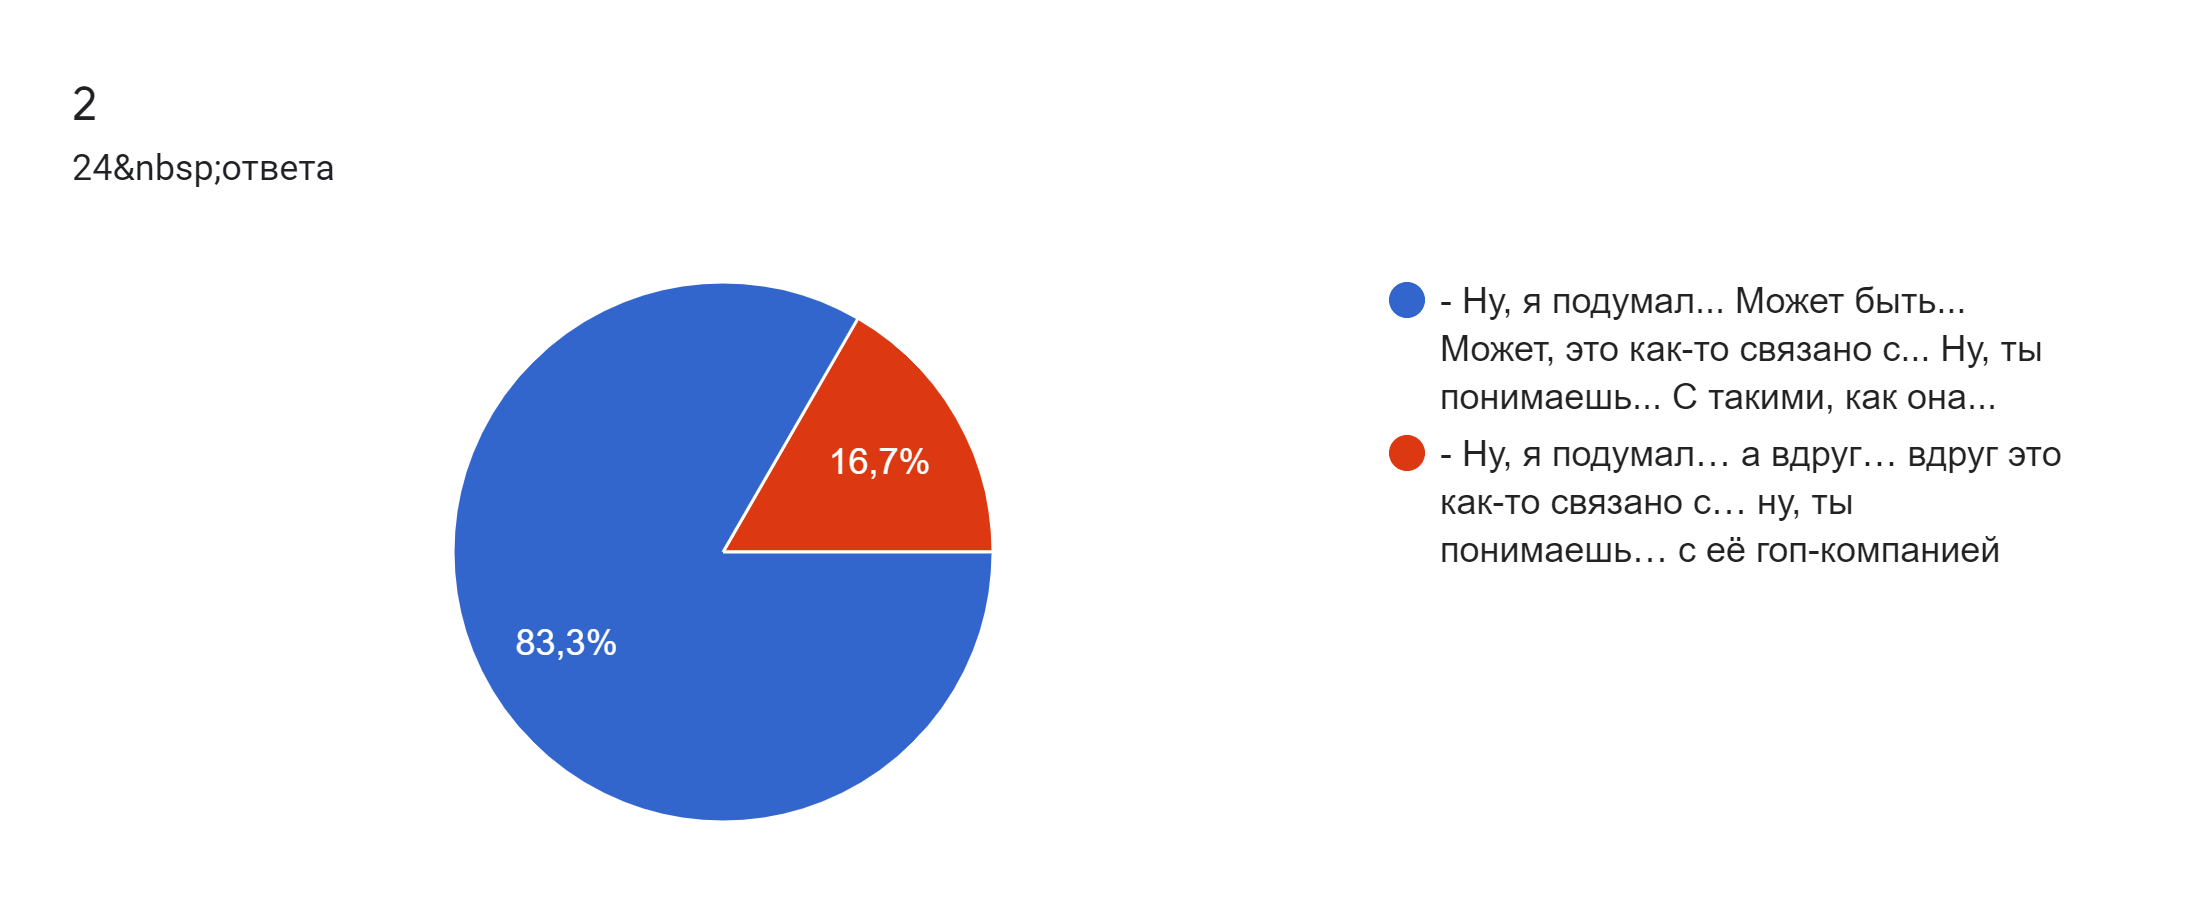 2
24&nbsp;ответа
16,7%
83,3%
- Ну, я подумал... Может быть...
Может, это как-то связано с... Ну, ты
понимаешь... С такими, как она...
- Ну, я подумал… а вдруг… вдруг это
как-то связано с… ну, ты
понимаешь… с её гоп-компанией